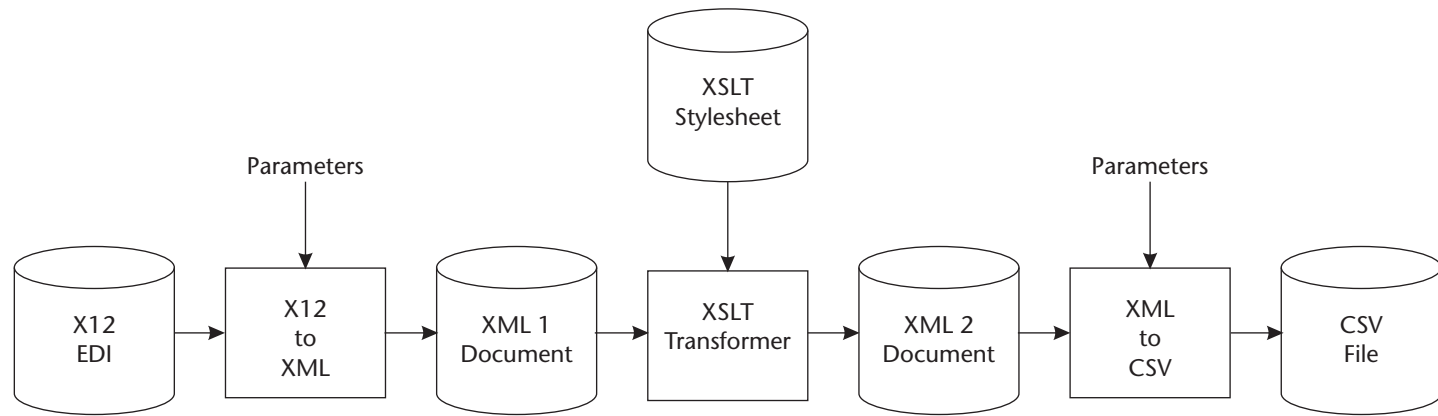 XSLT
Stylesheet
Parameters
Parameters
X12
EDI
X12
to
XML
XML 1
Document
XSLT
Transformer
XML 2
Document
XML
to
CSV
CSV
File